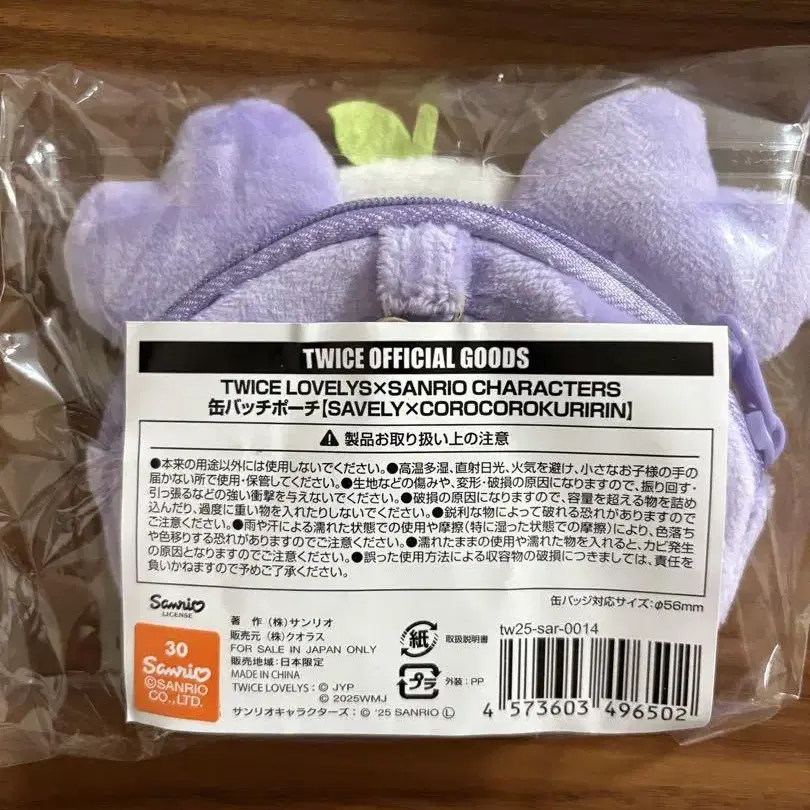 TWICE OFFICIAL GOODS
TWICE LOVELYS×SANRIO CHARACTERS
缶バッチポーチ【SAVELY×COROCOROKURIRIN】
⚠ 製品お取り扱い上の注意
●本来の用途以外には使用しないでください。●高温多湿、直射日光、火気を避け、小さなお子様の手の
届かない所で使用・保管してください。●生地などの傷みや、変形・破損の原因になりますので、振り回す・
引っ張るなどの強い衝撃を与えないでください。●破損の原因になりますので、容量を超える物を詰め
込んだり、過度に重い物を入れたりしないでください。●鋭利な物によって破れる恐れがありますので
ご注意ください。●雨や汗による濡れた状態での使用や摩擦(特に湿った状態での摩擦)により、色落ち
や色移りする恐れがありますのでご注意ください。●濡れたままの使用や濡れた物を入れると、カビ発生
の原因となりますのでご注意ください。●誤った使用方法による収容物の破損につきましては、責任を
負いかねますので予めご了承ください。
缶バッジ対応サイズ:φ56mm
Sanrio
LICENSE
30
Sanrio
©SANRIO
CO.,LTD.
著 作 (株)サンリオ
販売元 (株)クオラス
FOR SALE IN JAPAN ONLY
販売地域:日本限定
MADE IN CHINA
TWICE LOVELYS:© JYP
© 2025WMJ
サンリオキャラクターズ:© '25 SANRIO Ⓛ
紙 取扱説明書
プラ 外装:PP
tw25-sar-0014
4 573603 496502